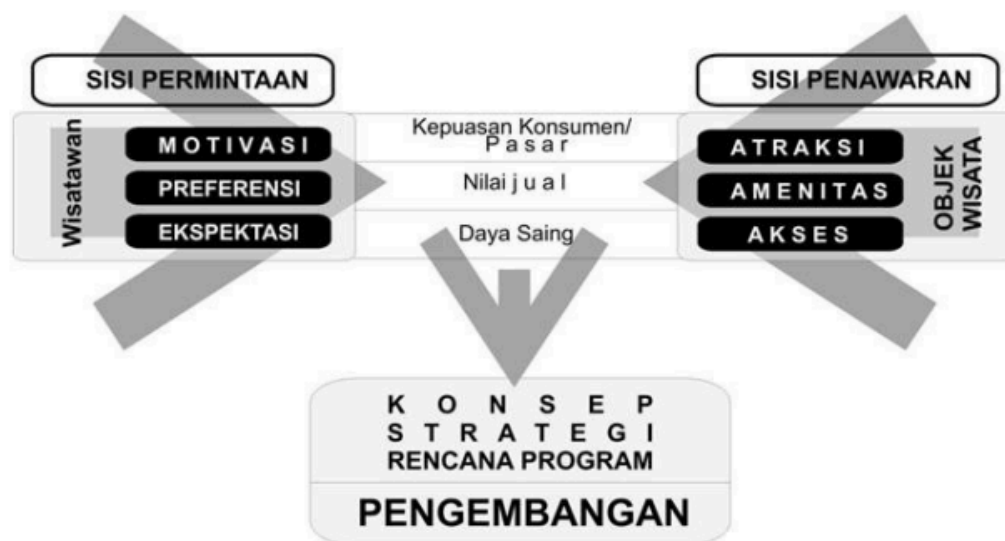 SISI PERMINTAAN
SISI PENAWARAN
Wisatawan
MOTIVASI
PREFERENSI
EKSPEKTASI
Kepuasan Konsumen/
Pasar
Nilai jual
Daya Saing
ATRAKSI
AMENITAS
AKSES
OBJEK
WISATA
KONSEP
STRATEGI
RENCANA PROGRAM
PENGEMBANGAN